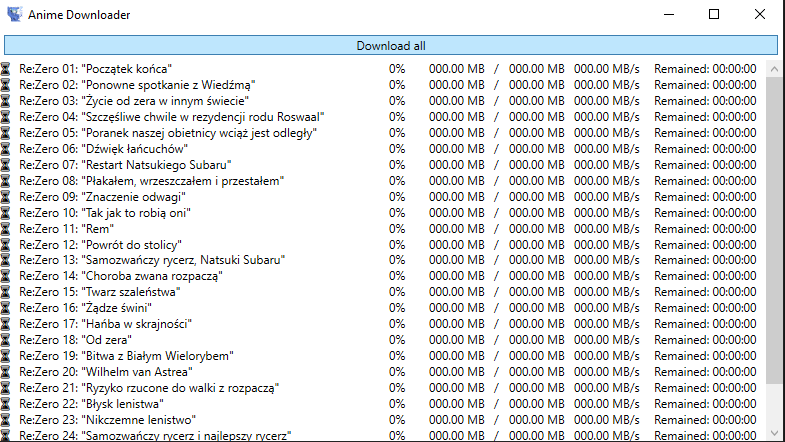 Anime Downloader
Download all
Re:Zero 01: "Początek końca" 0% 000.00 MB / 000.00 MB 000.00 MB/s Remained: 00:00:00
Re:Zero 02: "Ponowne spotkanie z Wiedźmą" 0% 000.00 MB / 000.00 MB 000.00 MB/s Remained: 00:00:00
Re:Zero 03: "Życie od zera w innym świecie" 0% 000.00 MB / 000.00 MB 000.00 MB/s Remained: 00:00:00
Re:Zero 04: "Szczęśliwe chwile w rezydencji rodu Roswaal" 0% 000.00 MB / 000.00 MB 000.00 MB/s Remained: 00:00:00
Re:Zero 05: "Poranek naszej obietnicy wciąż jest odległy" 0% 000.00 MB / 000.00 MB 000.00 MB/s Remained: 00:00:00
Re:Zero 06: "Dźwięk łańcuchów" 0% 000.00 MB / 000.00 MB 000.00 MB/s Remained: 00:00:00
Re:Zero 07: "Restart Natsukiego Subaru" 0% 000.00 MB / 000.00 MB 000.00 MB/s Remained: 00:00:00
Re:Zero 08: "Płakałem, wrzeszczałem i przestałem" 0% 000.00 MB / 000.00 MB 000.00 MB/s Remained: 00:00:00
Re:Zero 09: "Znaczenie odwagi" 0% 000.00 MB / 000.00 MB 000.00 MB/s Remained: 00:00:00
Re:Zero 10: "Tak jak to robią oni" 0% 000.00 MB / 000.00 MB 000.00 MB/s Remained: 00:00:00
Re:Zero 11: "Rem" 0% 000.00 MB / 000.00 MB 000.00 MB/s Remained: 00:00:00
Re:Zero 12: "Powrót do stolicy" 0% 000.00 MB / 000.00 MB 000.00 MB/s Remained: 00:00:00
Re:Zero 13: "Samozwańczy rycerz, Natsuki Subaru" 0% 000.00 MB / 000.00 MB 000.00 MB/s Remained: 00:00:00
Re:Zero 14: "Choroba zwana rozpaczą" 0% 000.00 MB / 000.00 MB 000.00 MB/s Remained: 00:00:00
Re:Zero 15: "Twarz szaleństwa" 0% 000.00 MB / 000.00 MB 000.00 MB/s Remained: 00:00:00
Re:Zero 16: "Żądze świni" 0% 000.00 MB / 000.00 MB 000.00 MB/s Remained: 00:00:00
Re:Zero 17: "Hańba w skrajności" 0% 000.00 MB / 000.00 MB 000.00 MB/s Remained: 00:00:00
Re:Zero 18: "Od zera" 0% 000.00 MB / 000.00 MB 000.00 MB/s Remained: 00:00:00
Re:Zero 19: "Bitwa z Białym Wielorybem" 0% 000.00 MB / 000.00 MB 000.00 MB/s Remained: 00:00:00
Re:Zero 20: "Wilhelm van Astrea" 0% 000.00 MB / 000.00 MB 000.00 MB/s Remained: 00:00:00
Re:Zero 21: "Ryzyko rzucone do walki z rozpaczą" 0% 000.00 MB / 000.00 MB 000.00 MB/s Remained: 00:00:00
Re:Zero 22: "Błysk lenistwa" 0% 000.00 MB / 000.00 MB 000.00 MB/s Remained: 00:00:00
Re:Zero 23: "Nikczemne lenistwo" 0% 000.00 MB / 000.00 MB 000.00 MB/s Remained: 00:00:00
Re:Zero 24: "Samozwańczy rycerz i najlepszy rycerz" 0% 000.00 MB / 000.00 MB 000.00 MB/s Remained: 00:00:00